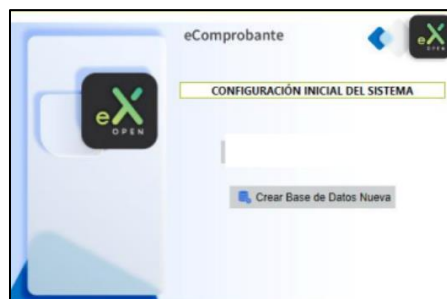 eComprobante
eX
OPEN
CONFIGURACIÓN INICIAL DEL SISTEMA
eX
OPEN
Crear Base de Datos Nueva